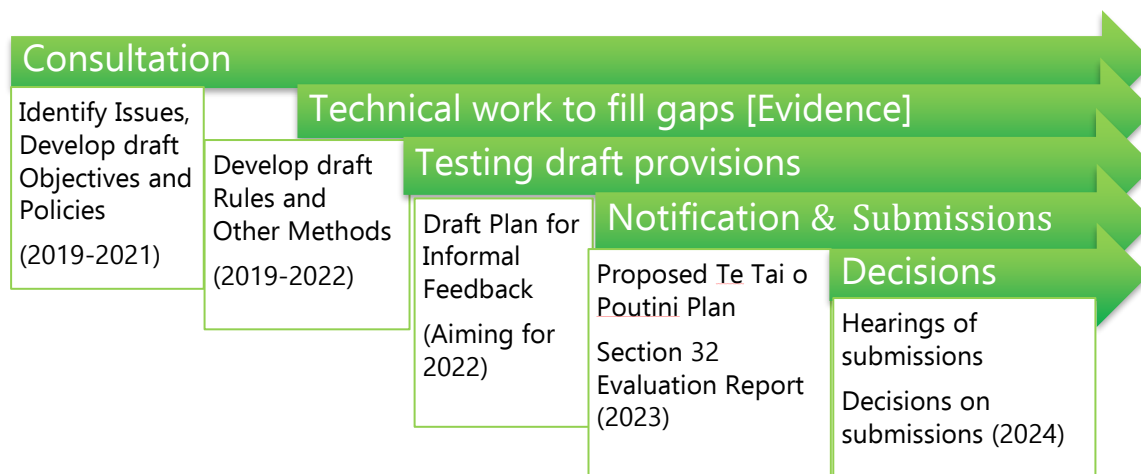 Consultation
Identify Issues,
Develop draft
Objectives and
Policies
(2019-2021)
Technical work to fill gaps [Evidence]
Develop draft
Rules and
Other Methods
(2019-2022)
Testing draft provisions
Draft Plan for
Informal
Feedback
(Aiming for
2022)
Notification & Submissions
Proposed Te Tai o
Poutini Plan
Section 32
Evaluation Report
(2023)
Decisions
Hearings of
submissions
Decisions on
submissions (2024)